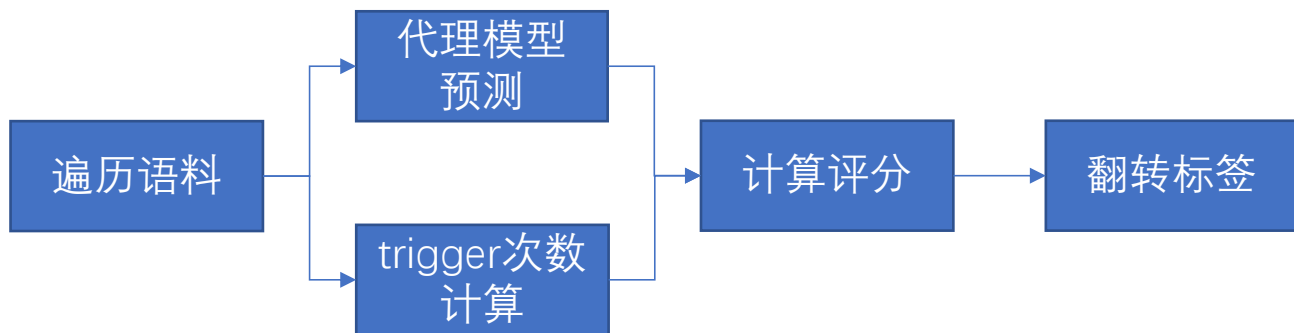 遍历语料
代理模型
预测
trigger次数
计算
计算评分
翻转标签